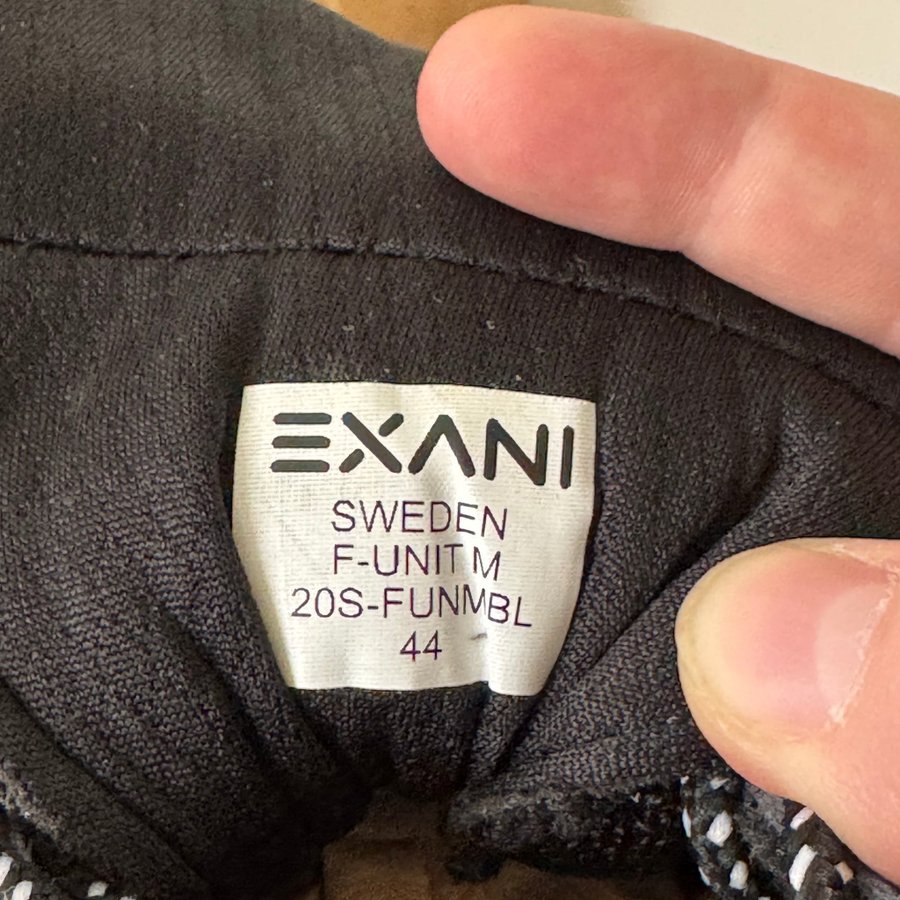 EXANI
SWEDEN
F-UNIT M
20S-FUNMBL
44